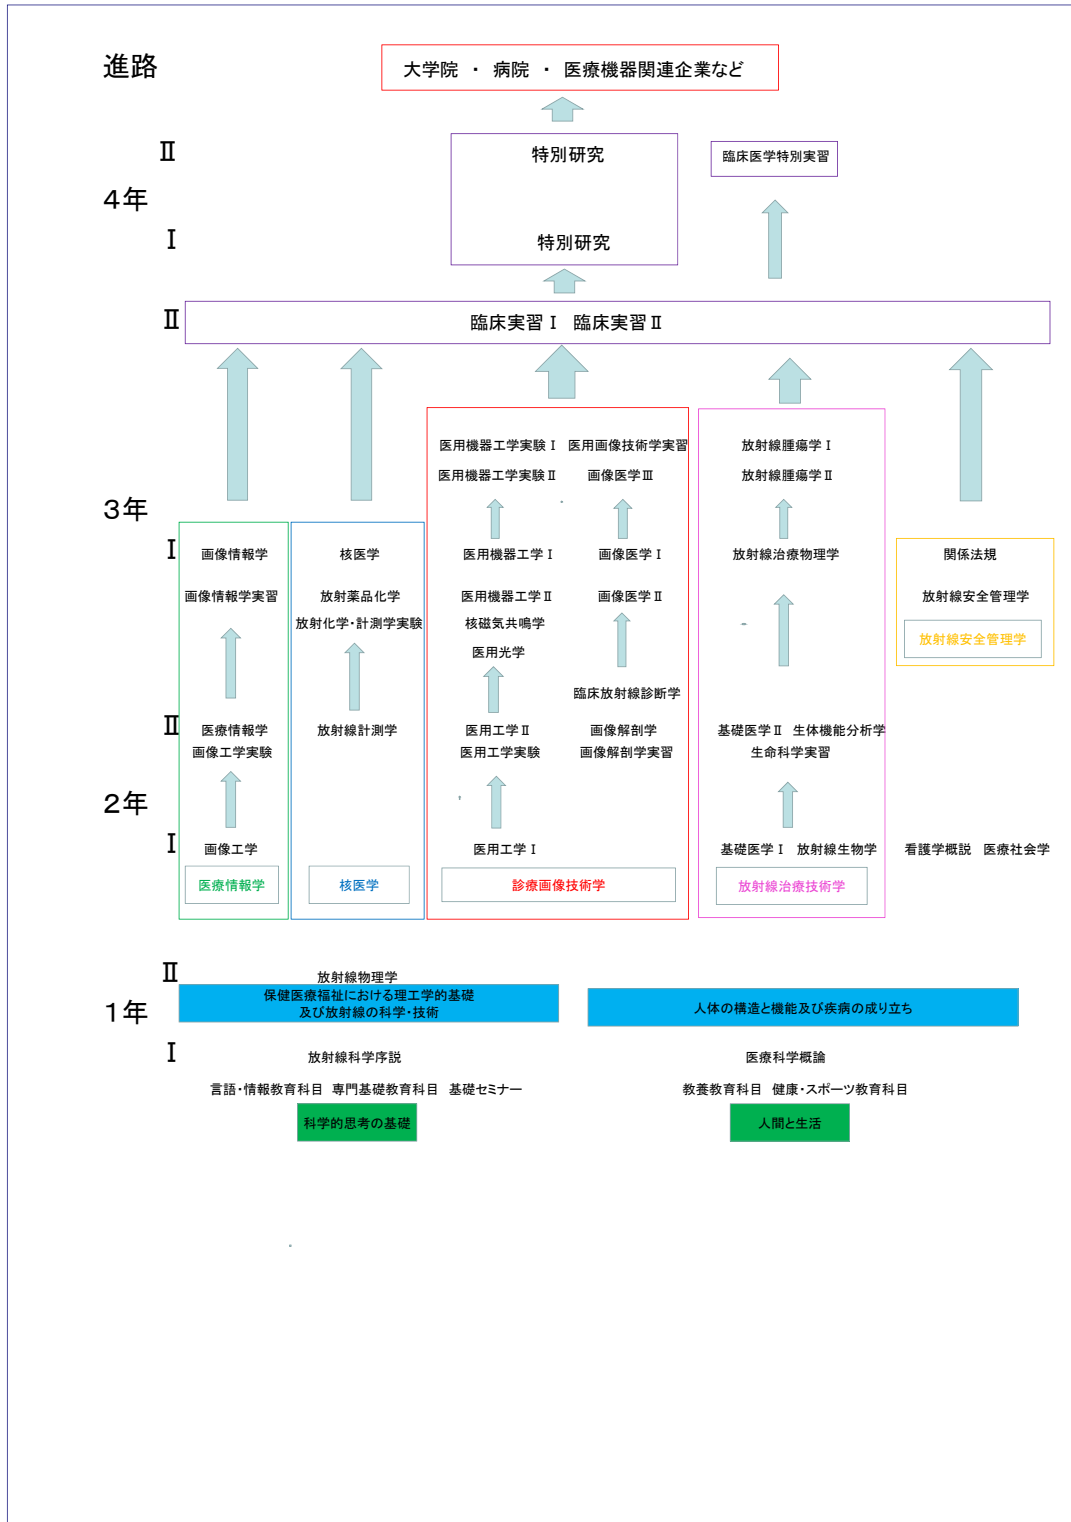 進路
大学院 ・ 病院 ・ 医療機器関連企業など
Ⅱ
特別研究
臨床医学特別実習
4年
Ⅰ
特別研究
Ⅱ
臨床実習Ⅰ 臨床実習Ⅱ
医用機器工学実験Ⅰ 医用画像技術学実習 放射線腫瘍学Ⅰ
医用機器工学実験Ⅱ 画像医学Ⅲ 放射線腫瘍学Ⅱ
3年
Ⅰ
画像情報学 核医学 医用機器工学Ⅰ 画像医学Ⅰ 放射線治療物理学 関係法規
画像情報学実習 放射薬品化学 医用機器工学Ⅱ 画像医学Ⅱ 放射線安全管理学
放射化学・計測学実験 核磁気共鳴学
放射線安全管理学
医用光学
臨床放射線診断学
Ⅱ
医療情報学 放射線計測学 医用工学Ⅱ 画像解剖学 基礎医学Ⅱ 生体機能分析学
画像工学実験 医用工学実験 画像解剖学実習 生命科学実習
2年
Ⅰ
画像工学 医用工学Ⅰ 基礎医学Ⅰ 放射線生物学 看護学概説 医療社会学
医療情報学 核医学 診療画像技術学 放射線治療技術学
Ⅱ
放射線物理学
保健医療福祉における理工学的基礎
及び放射線の科学・技術
人体の構造と機能及び疾病の成り立ち
1年
Ⅰ
放射線科学序説 医療科学概論
言語・情報教育科目 専門基礎教育科目 基礎セミナー 教養教育科目 健康・スポーツ教育科目
科学的思考の基礎 人間と生活